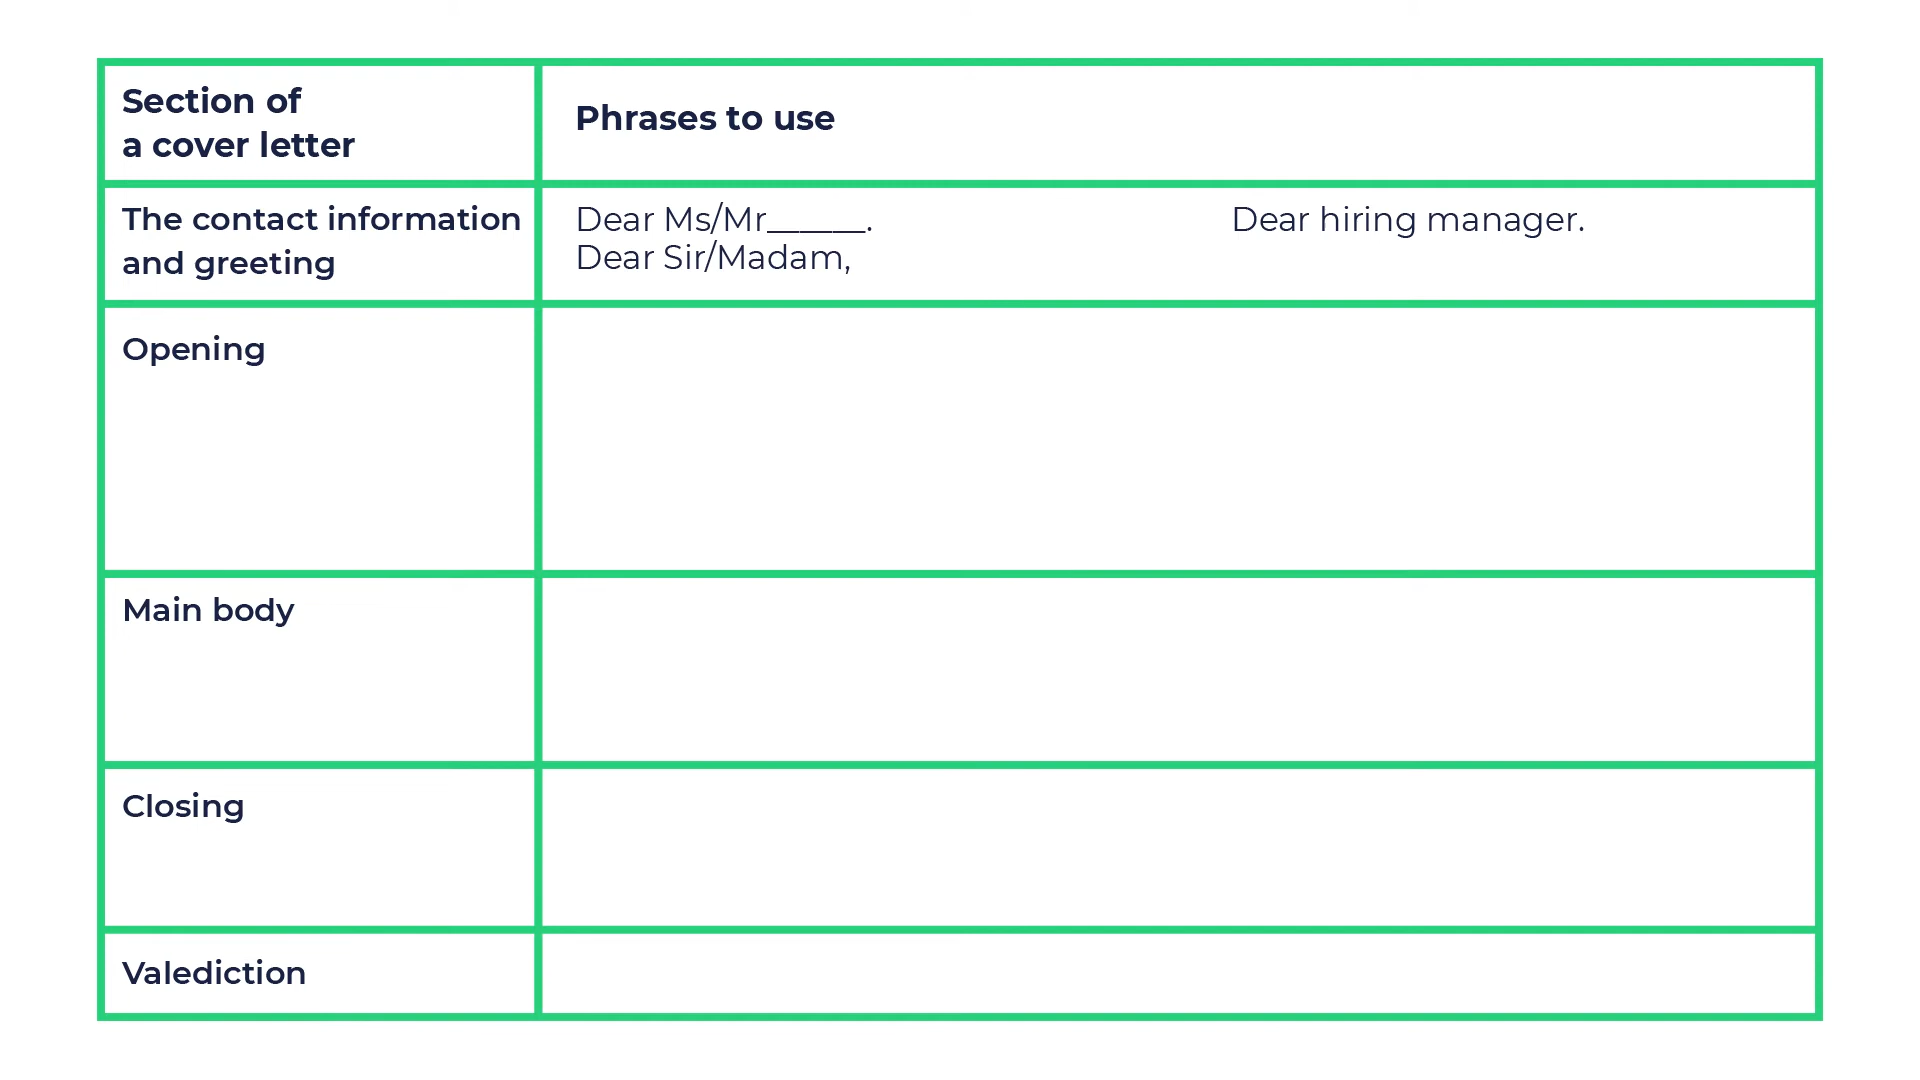 Section of
a cover letter
Phrases to use
The contact information
and greeting
Dear Ms/Mr______.
Dear Sir/Madam,
Dear hiring manager.
Opening
Main body
Closing
Valediction